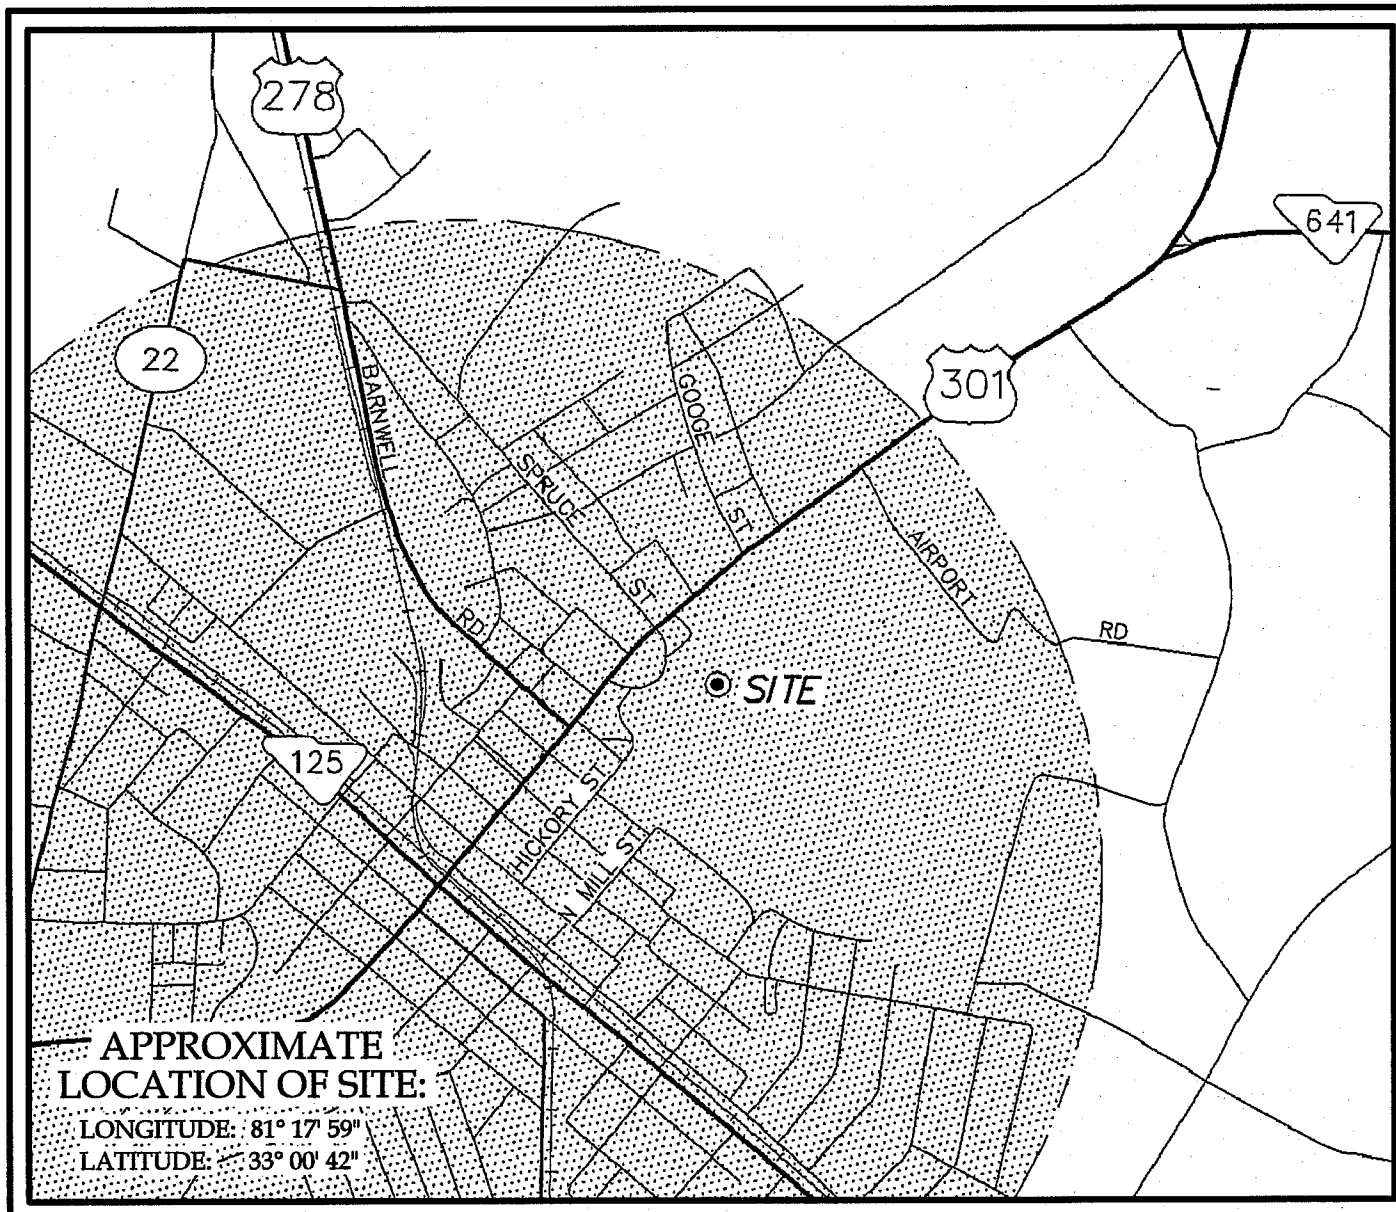 278
641
22
301
BARNWELL
RD
GOOGE
ST
SPRUCE
ST
AIRPORT
RD
SITE
125
HICKORY ST.
N MILL ST.
APPROXIMATE
LOCATION OF SITE:
LONGITUDE: 81° 17' 59"
LATITUDE: 33° 00' 42"